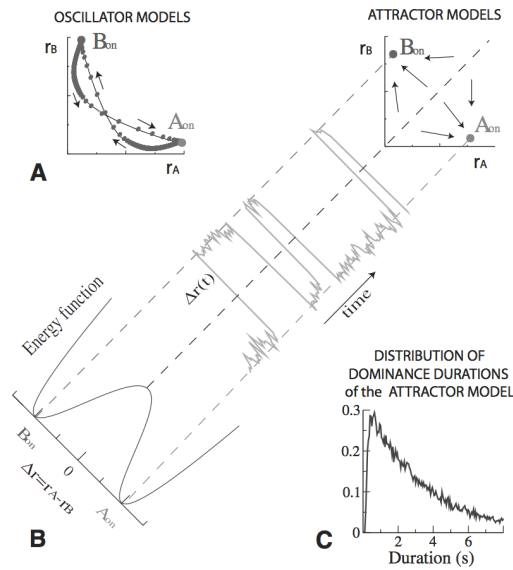 OSCILLATOR MODELS
rB
Bon
Aon
rA
A
ATTRACTOR MODELS
rB
Bon
Aon
rA
Δr(t)
time
Energy function
Bon
0
Aon
Δr=rA-rB
B
DISTRIBUTION OF
DOMINANCE DURATIONS
of the ATTRACTOR MODEL
0.3
0.2
0.1
0
2
4
6
Duration (s)
C